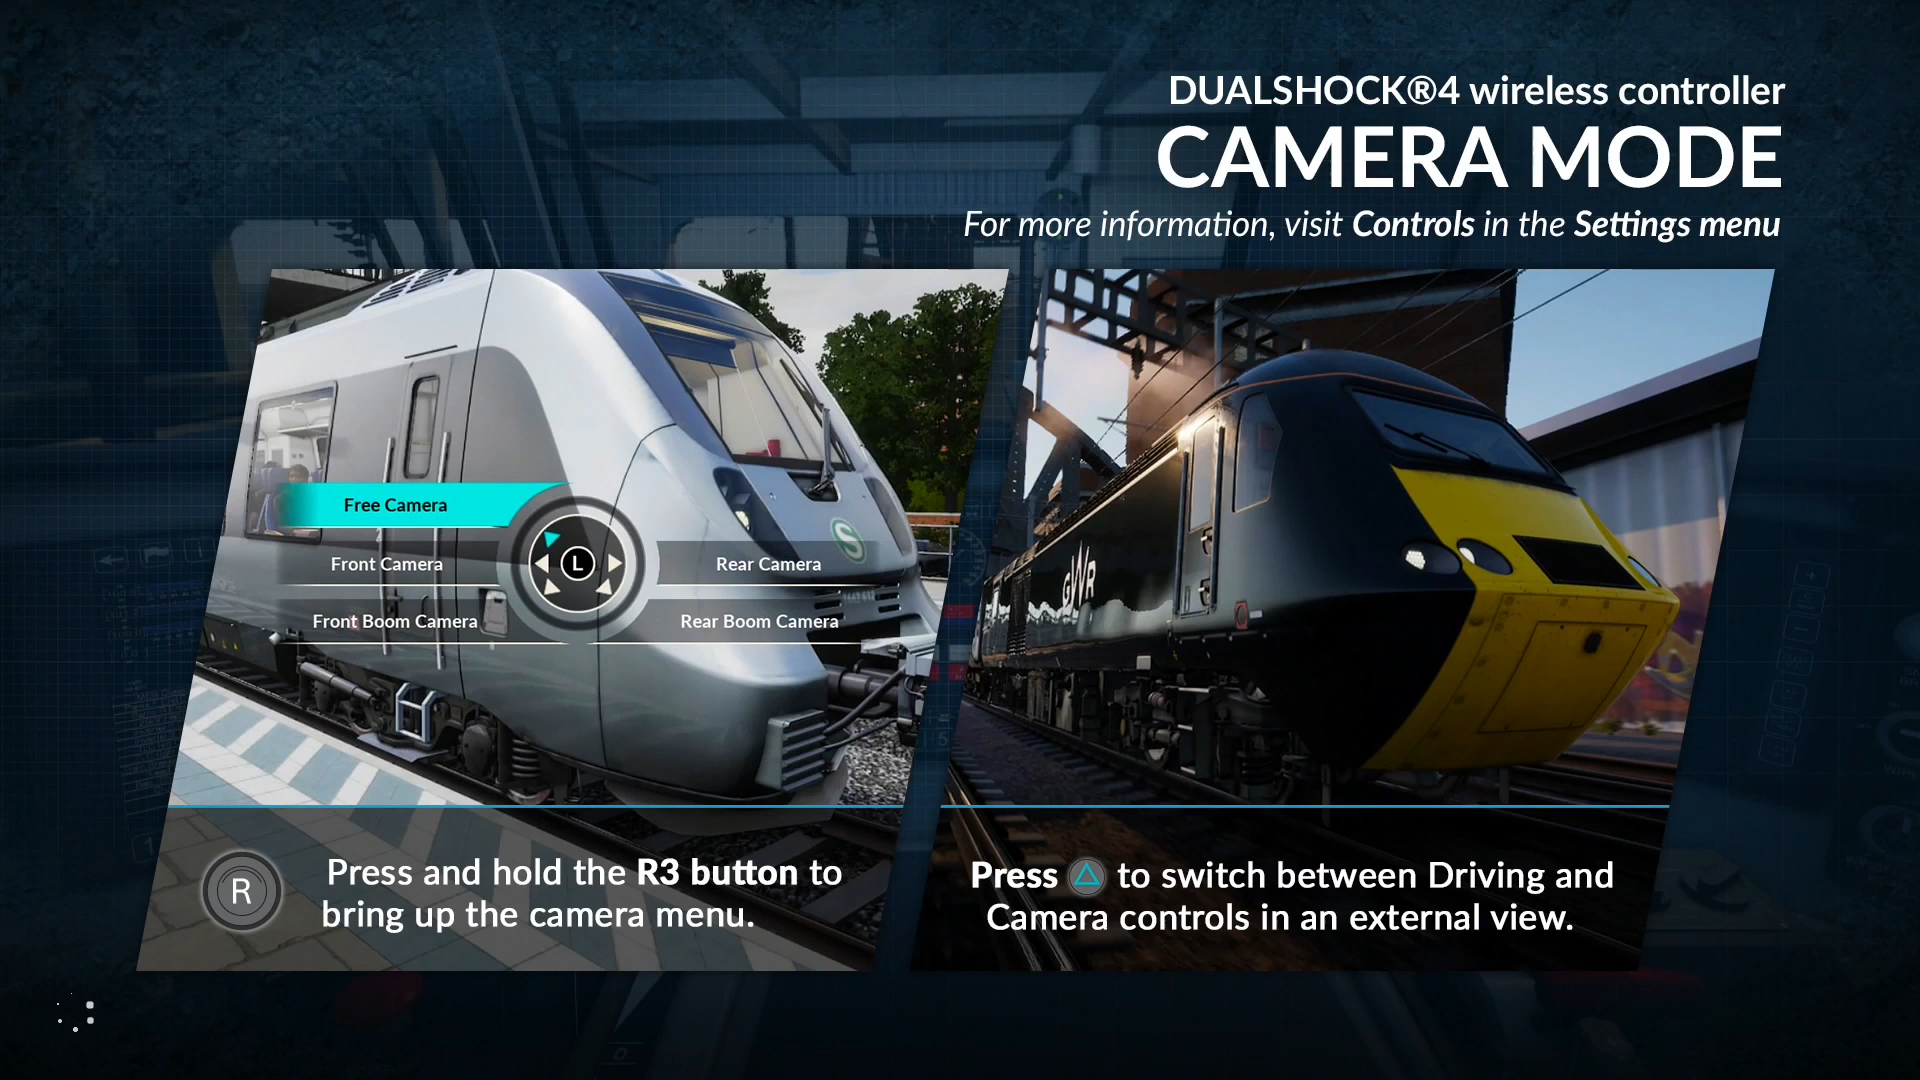 DUALSHOCK®4 wireless controller
CAMERA MODE
For more information, visit Controls in the Settings menu
Free Camera
Front Camera
Rear Camera
Front Boom Camera
Rear Boom Camera
L
S
GWR
R
Press and hold the R3 button to
bring up the camera menu.
Press to switch between Driving and
Camera controls in an external view.